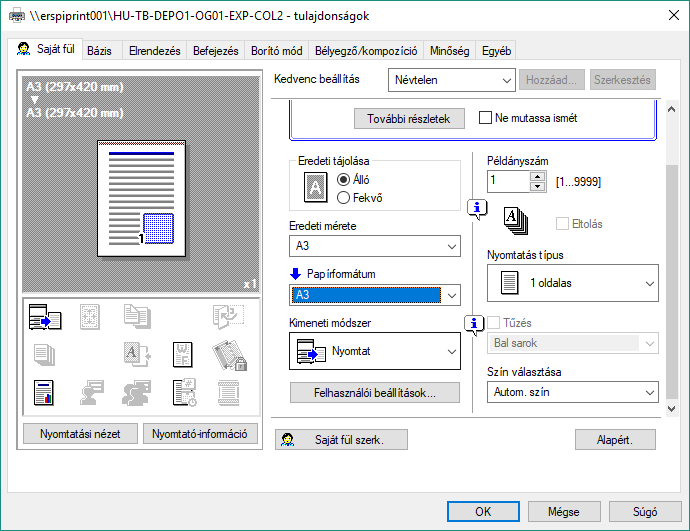 \\erspiprint001\HU-TB-DEPO1-OG01-EXP-COL2 - tulajdonságok
Saját fül
Bázis
Elrendezés
Befejezés
Borító mód
Bélyegző/kompozíció
Minőség
Egyéb
A3 (297x420 mm)
A3 (297x420 mm)
1
x1
Nyomtatási nézet
Nyomtató-információ
Kedvenc beállítás
Névtelen
Hozzáad...
Szerkesztés
További részletek
Ne mutassa ismét
Eredeti tájolása
A
Álló
Fekvő
Eredeti mérete
A3
Papírformátum
A3
Kimeneti módszer
Nyomtat
Felhasználói beállítások...
Példányszám
1
[1...9999]
Eltolás
Nyomtatás típus
1 oldalas
Tűzés
Bal sarok
Szín választása
Autom. szín
Saját fül szerk.
Alapért.
OK
Mégse
Súgó